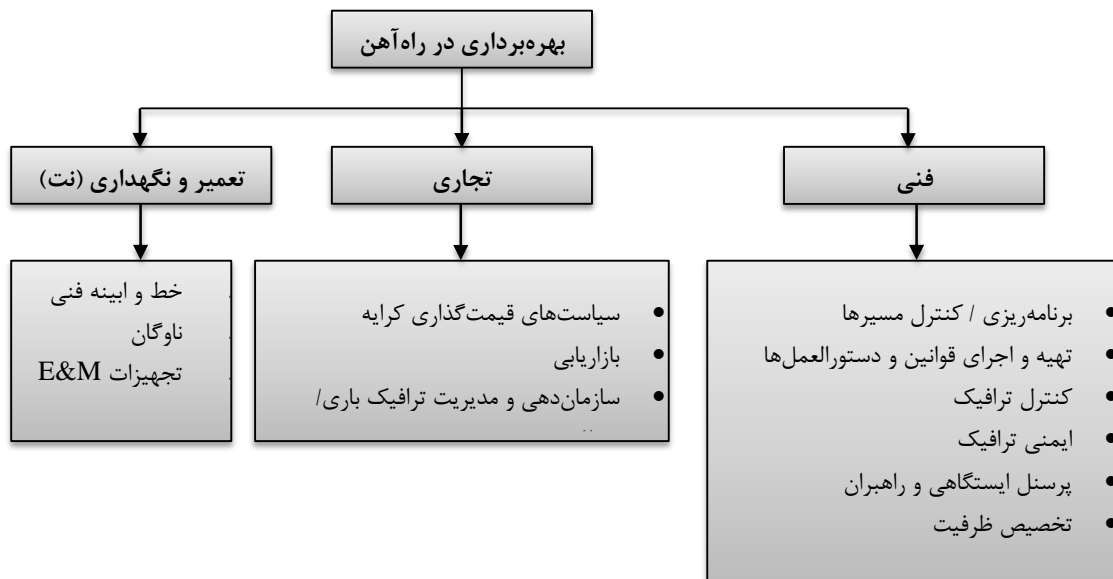 بهره‌برداری در راه‌آهن
فنی
تجاری
تعمیر و نگهداری (نت)
• برنامه‌ریزی / کنترل مسیرها
• تهیه و اجرای قوانین و دستورالعمل‌ها
• کنترل ترافیک
• ایمنی ترافیک
• پرسنل ایستگاهی و راهبران
• تخصیص ظرفیت
• سیاست‌های قیمت‌گذاری کرایه
• بازاریابی
• سازمان‌دهی و مدیریت ترافیک باری/
خط و ابینه فنی
ناوگان
تجهیزات E&M